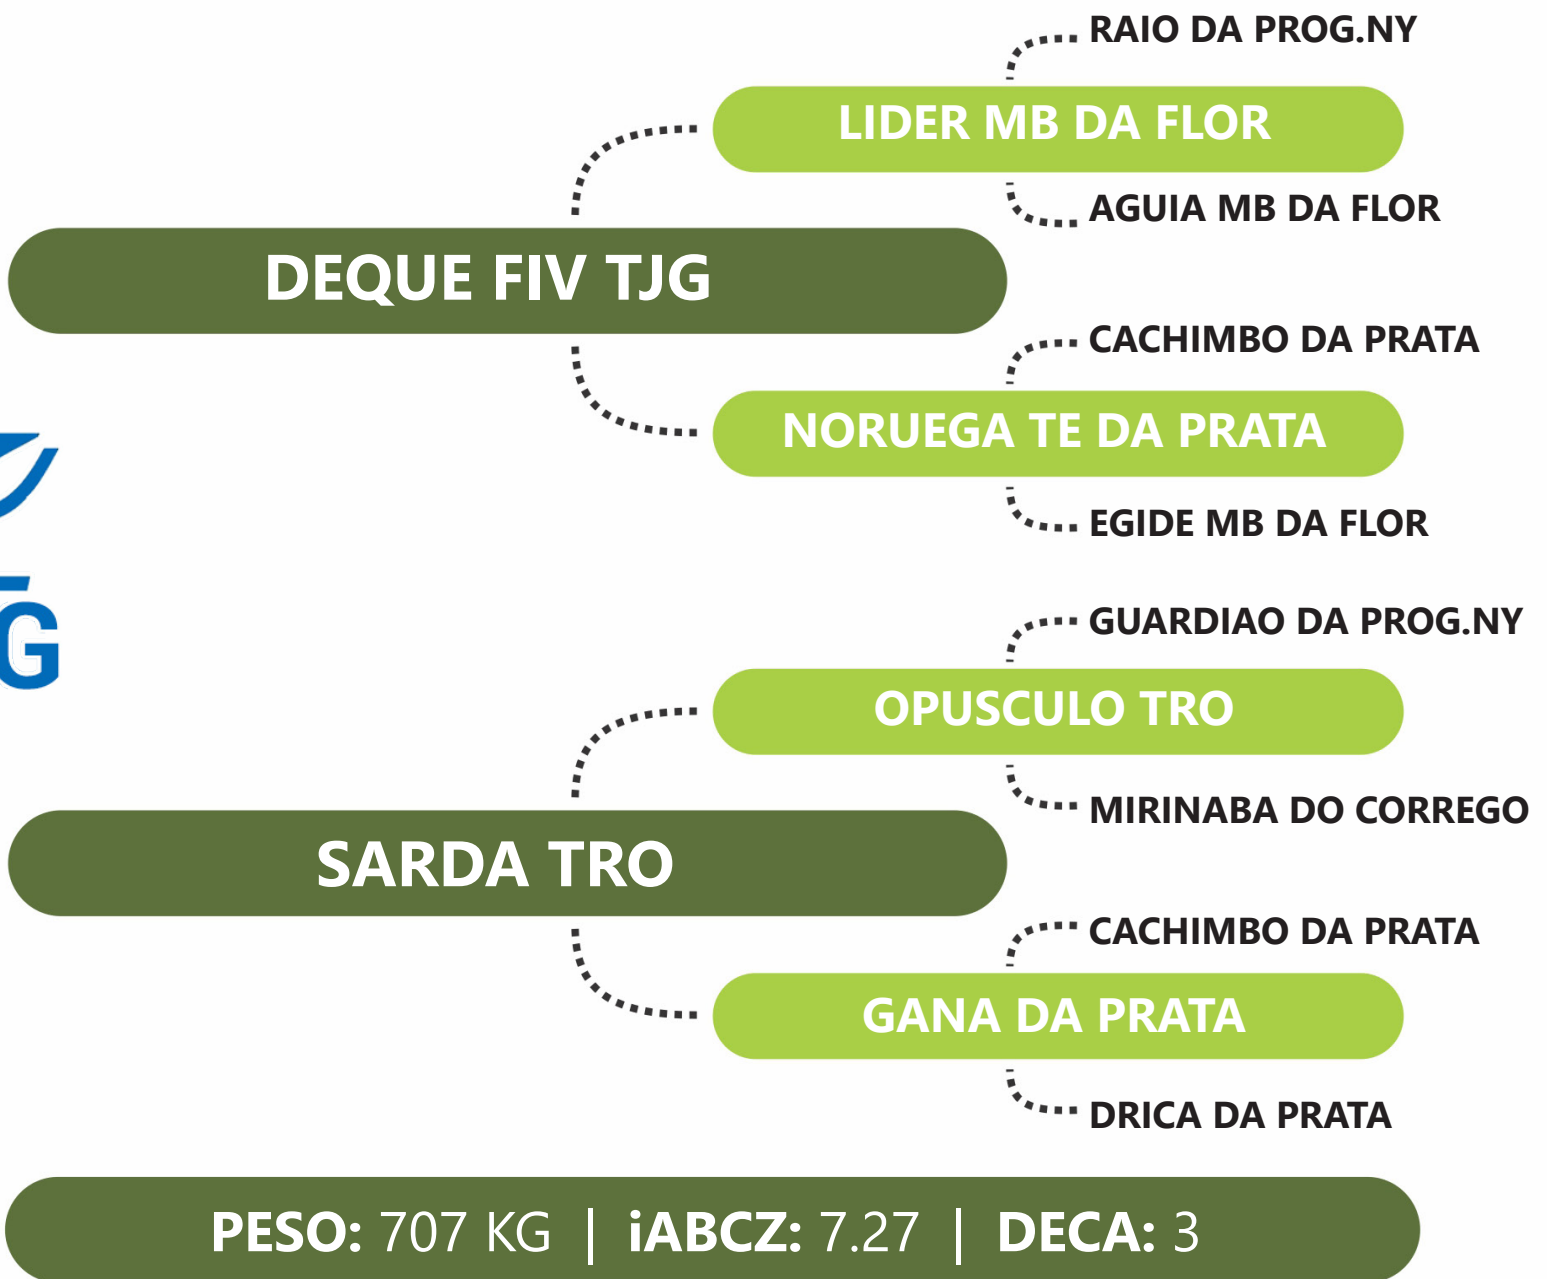 RAIO DA PROG.NY
LIDER MB DA FLOR
AGUIA MB DA FLOR
DEQUE FIV TJG
CACHIMBO DA PRATA
NORUEGA TE DA PRATA
EGIDE MB DA FLOR
G
GUARDIAO DA PROG.NY
OPUSCULO TRO
MIRINABA DO CORREGO
SARDA TRO
CACHIMBO DA PRATA
GANA DA PRATA
DRICA DA PRATA
PESO: 707 KG | iABCZ: 7.27 | DECA: 3